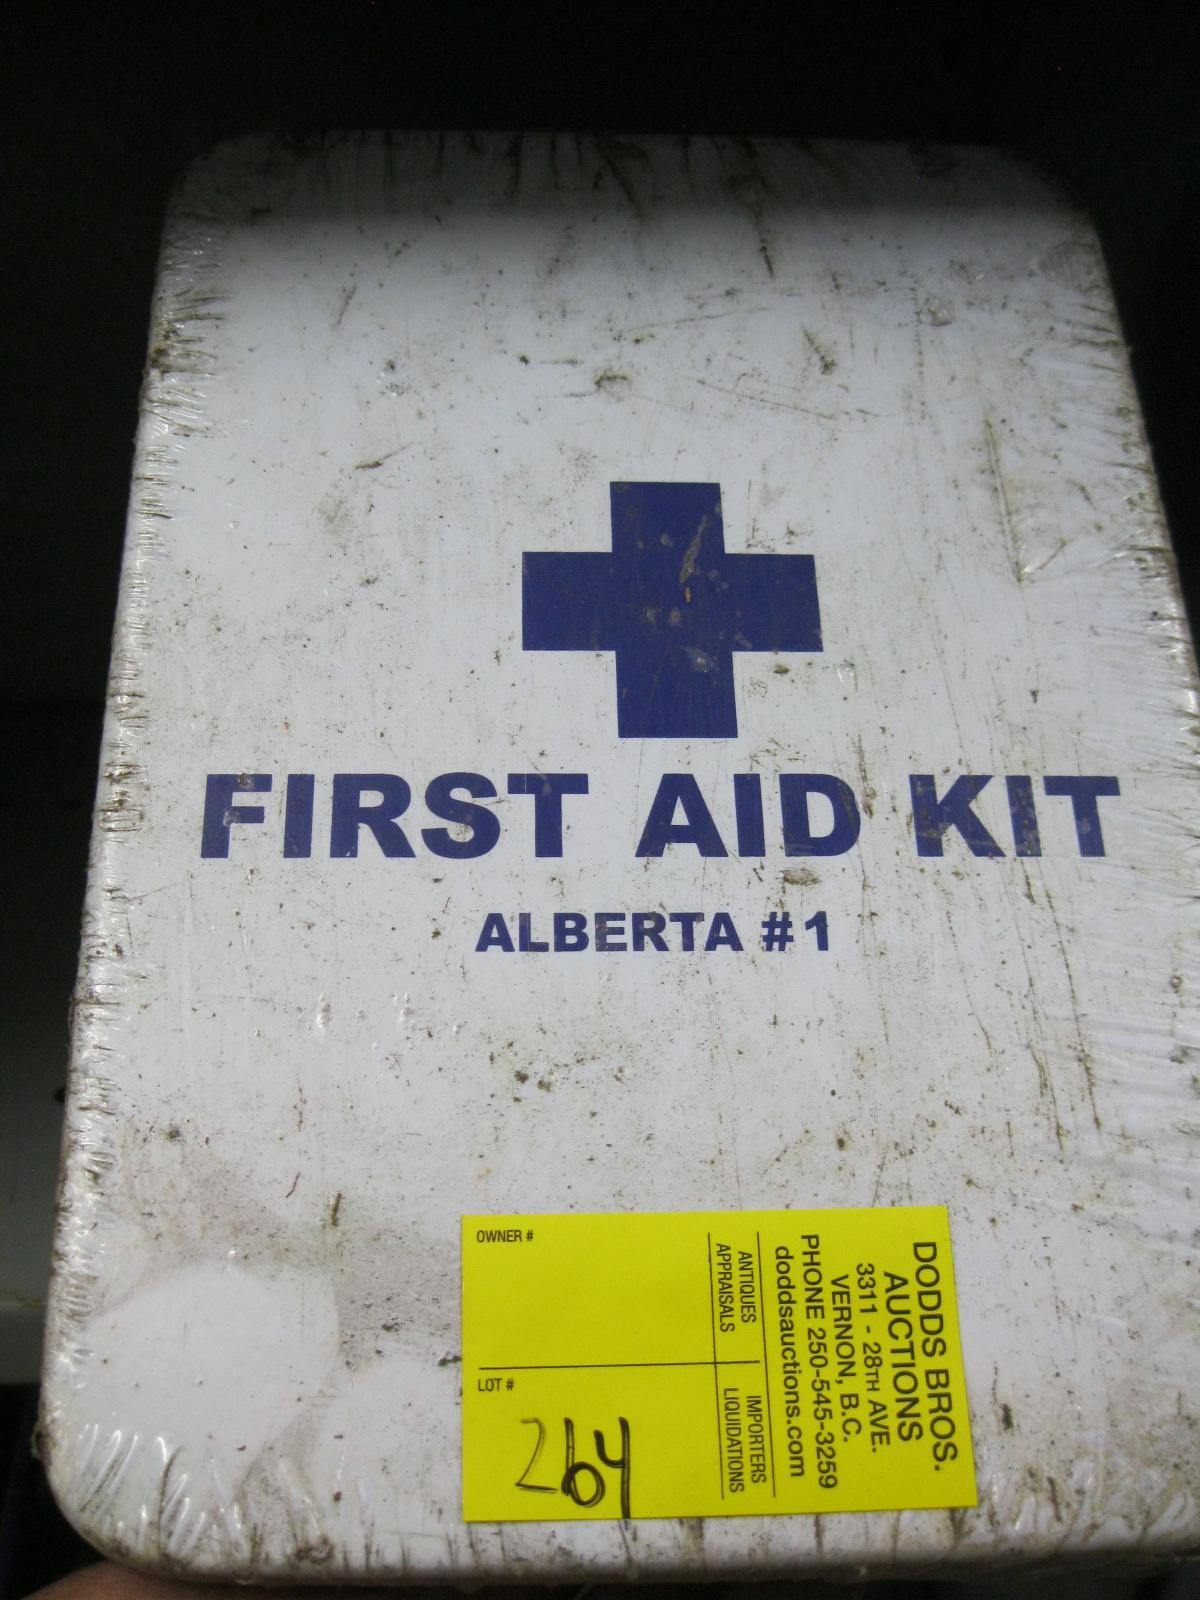 FIRST AID KIT
ALBERTA #1
OWNER #
LOT #
264
ANTIQUES
APPRAISALS
IMPORTERS
LIQUIDATIONS
DODDS BROS.
AUCTIONS
3311 - 28TH AVE.
VERNON, B.C.
PHONE 250-545-3259
doddsauctions.com